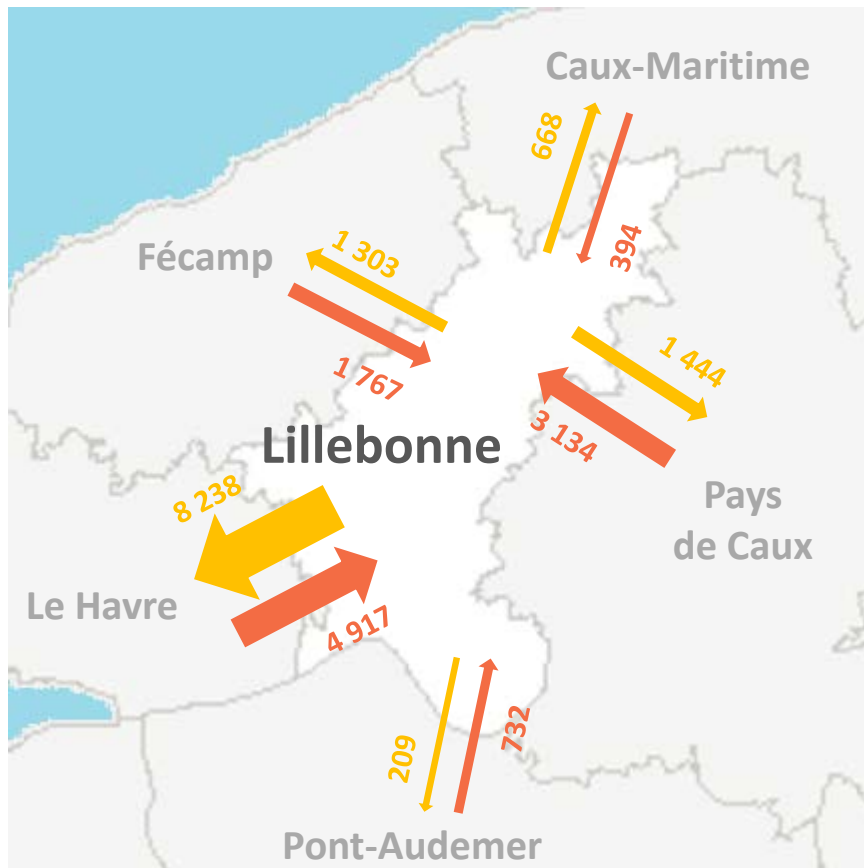 Caux-Maritime
668
394
Fécamp
1 303
1 767
1 444
3 134
Lillebonne
Pays
de Caux
8 238
Le Havre
4 917
732
209
Pont-Audemer